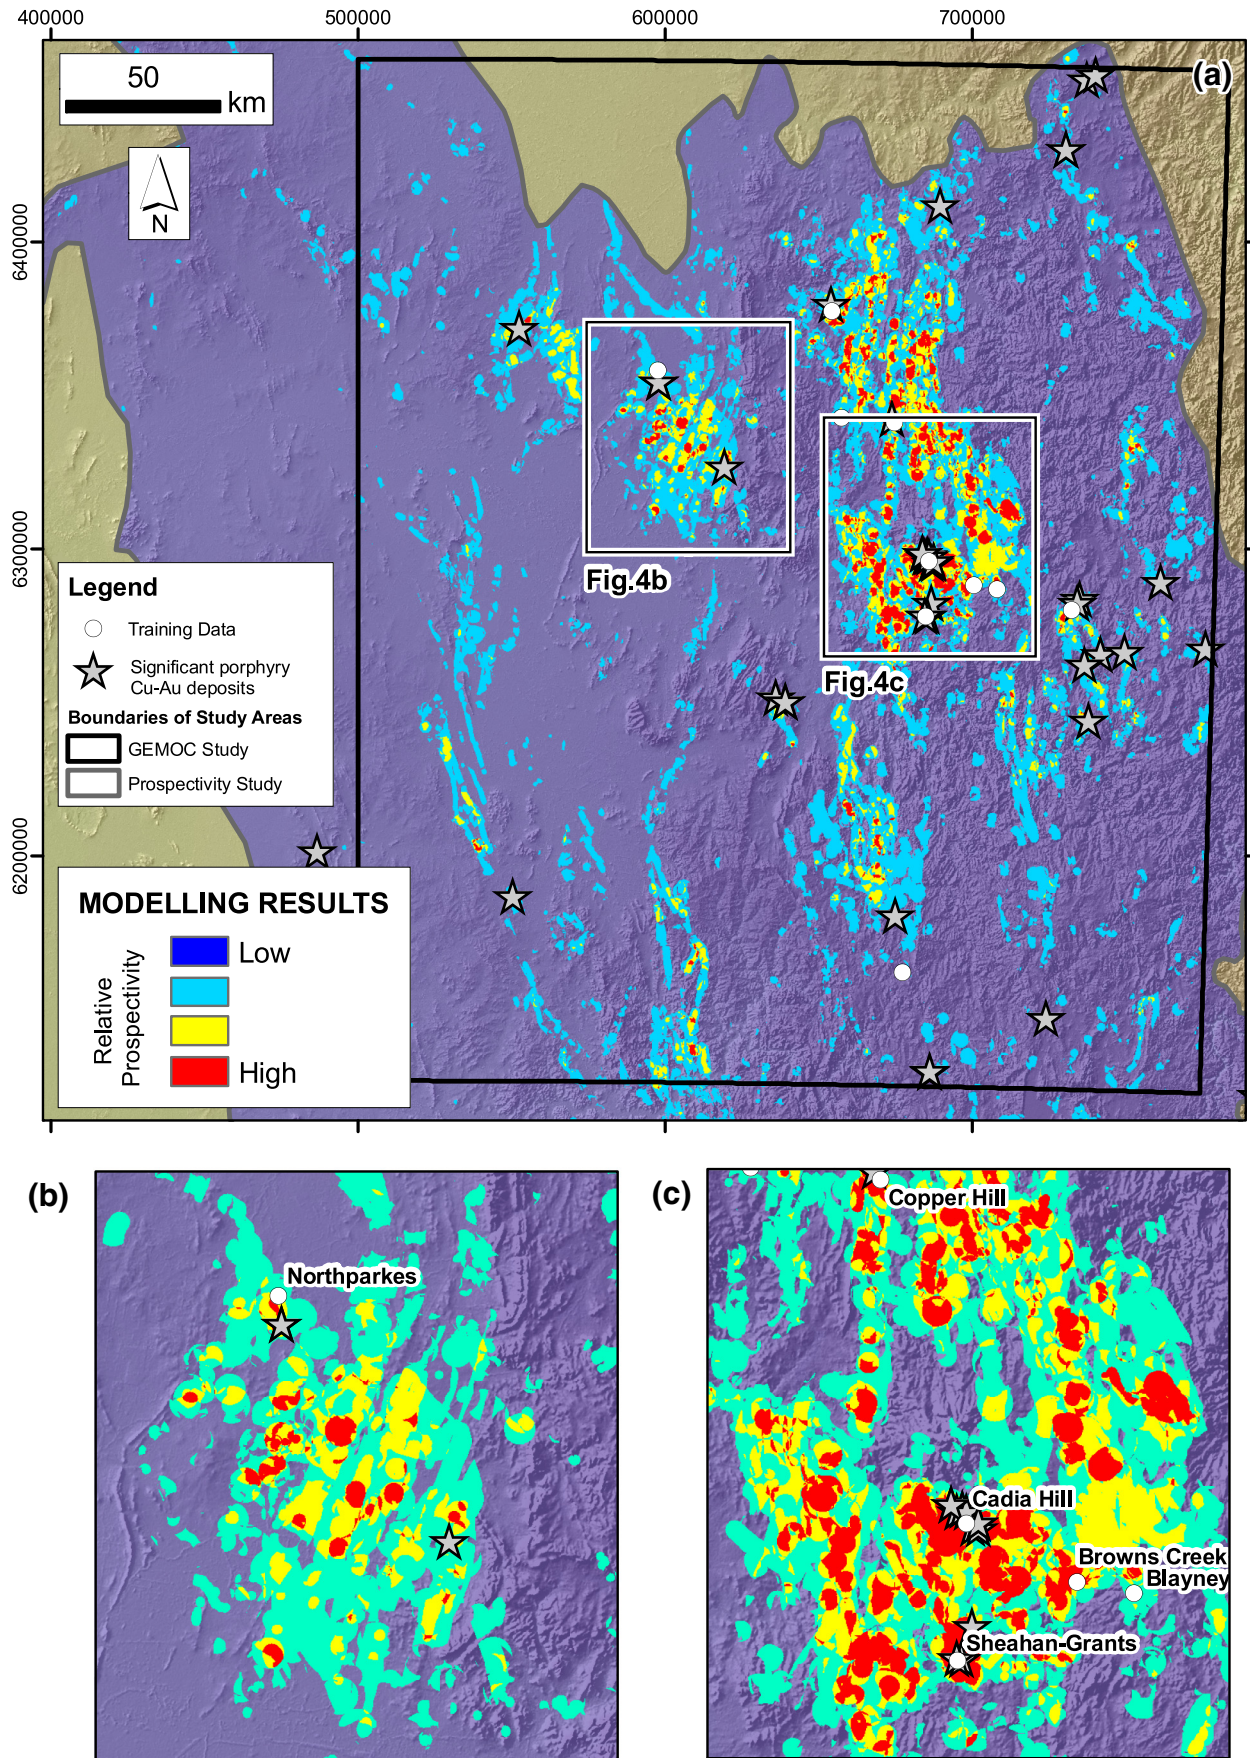 400000
500000
600000
700000
(a)
50
km
N
6400000
6300000
6200000
Fig.4b
Fig.4c
Legend
Training Data
Significant porphyry
Cu-Au deposits
Boundaries of Study Areas
GEMOC Study
Prospectivity Study
MODELLING RESULTS
Relative
Prospectivity
Low
High
(b)
Northparkes
(c)
Copper Hill
Cadia Hill
Browns Creek
Blayney
Sheahan-Grants